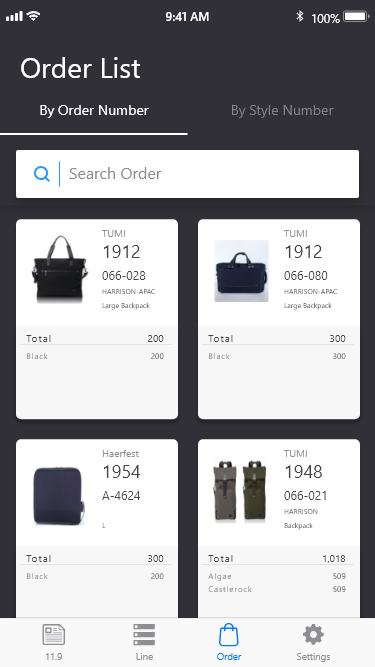 9:41 AM
100%
Order List
By Order Number
By Style Number
Search Order
TUMI
1912
066-028
HARRISON-APAC
Large Backpack
Total 200
Black 200
TUMI
1912
066-080
HARRISON-APAC
Large Backpack
Total 300
Black 300
Haerfest
1954
A-4624
L
Total 300
Black 200
TUMI
1948
066-021
HARRISON
Backpack
Total 1,018
Algae 509
Castlerock 509
11.9
Line
Order
Settings